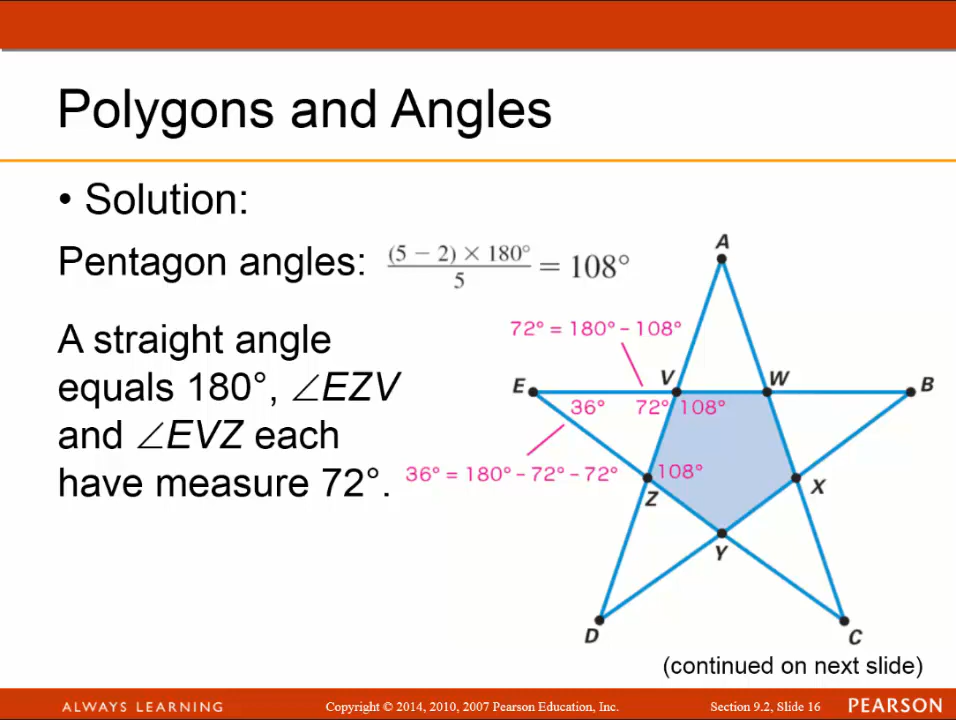 Polygons and Angles
• Solution:
Pentagon angles: (5 − 2) × 180° / 5 = 108°
A straight angle
equals 180°, ∠EZV
and ∠EVZ each
have measure 72°.
A
72° = 180° − 108°
E
V
W
B
36°
72°
108°
36° = 180° − 72° − 72°
108°
Z
X
Y
D
C
(continued on next slide)
ALWAYS LEARNING
Copyright © 2014, 2010, 2007 Pearson Education, Inc.
Section 9.2, Slide 16
PEARSON